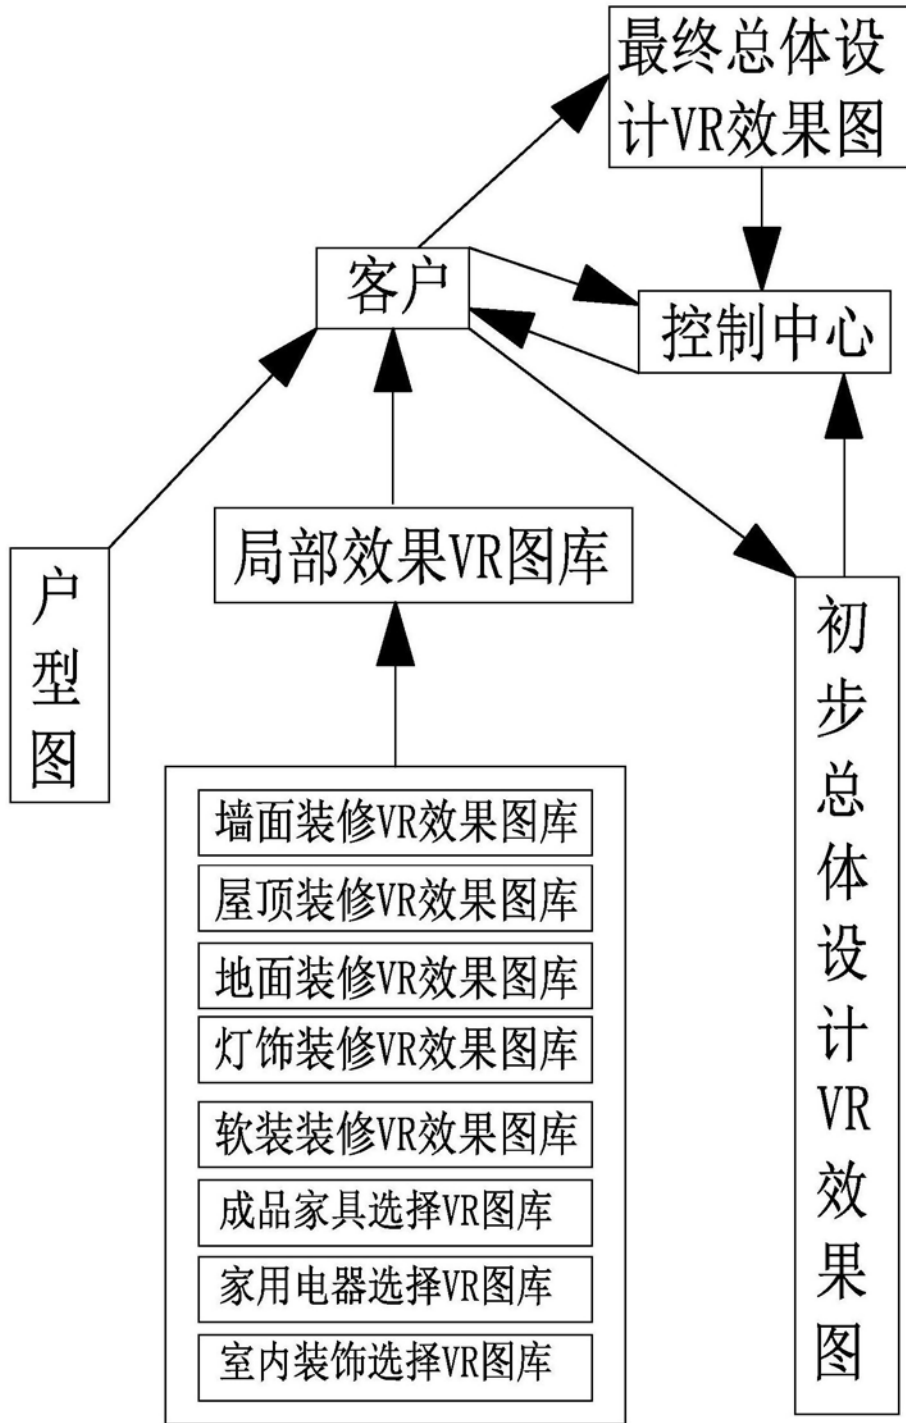 最终总体设
计VR效果图
客户
控制中心
局部效果VR图库
户型图
初步总体设计VR效果图
墙面装修VR效果图库
屋顶装修VR效果图库
地面装修VR效果图库
灯饰装修VR效果图库
软装装修VR效果图库
成品家具选择VR图库
家用电器选择VR图库
室内装饰选择VR图库